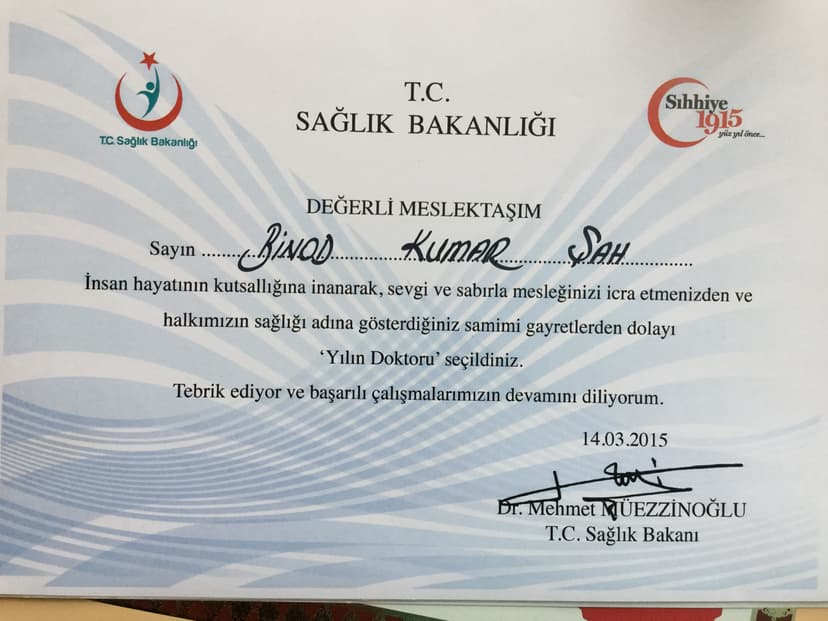 T.C. Sağlık Bakanlığı
T.C.
SAĞLIK BAKANLIĞI
Sıhhiye
1915
yüz yıl önce...
DEĞERLİ MESLEKTAŞIM
Sayın ........BİNOD................KUMAR................ŞAH..............
İnsan hayatının kutsallığına inanarak, sevgi ve sabırla mesleğinizi icra etmenizden ve
halkımızın sağlığı adına gösterdiğiniz samimi gayretlerden dolayı
‘Yılın Doktoru’ seçildiniz.
Tebrik ediyor ve başarılı çalışmalarımızın devamını diliyorum.
14.03.2015
Dr. Mehmet MÜEZZİNOĞLU
T.C. Sağlık Bakanı